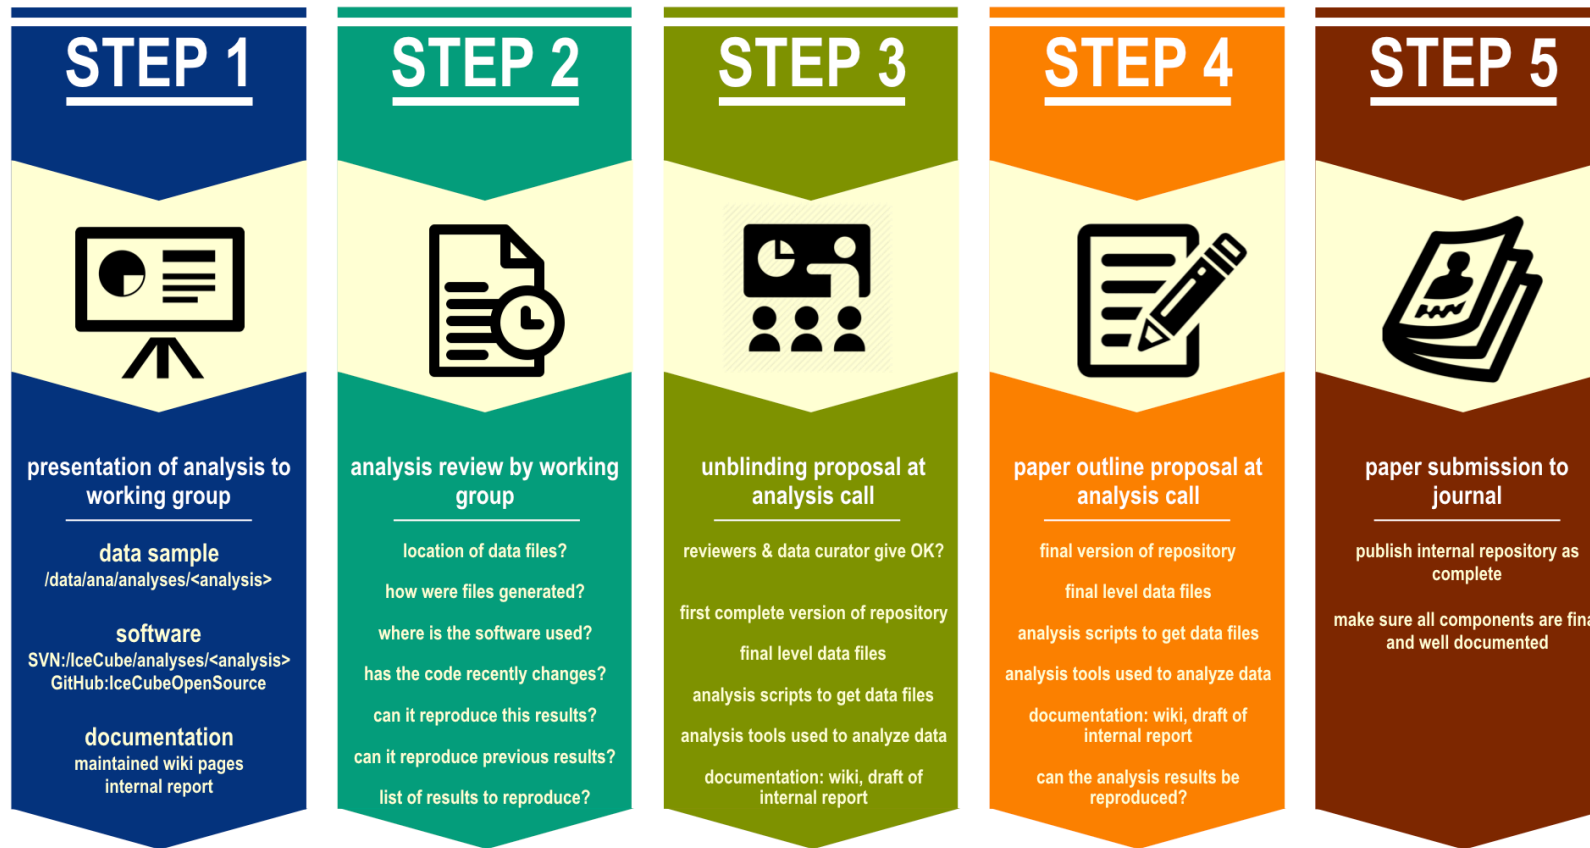 STEP 1
presentation of analysis to
working group
data sample
/data/ana/analyses/<analysis>
software
SVN:/IceCube/analyses/<analysis>
GitHub:IceCubeOpenSource
documentation
maintained wiki pages
internal report
STEP 2
analysis review by working
group
location of data files?
how were files generated?
where is the software used?
has the code recently changes?
can it reproduce this results?
can it reproduce previous results?
list of results to reproduce?
STEP 3
unblinding proposal at
analysis call
reviewers & data curator give OK?
first complete version of repository
final level data files
analysis scripts to get data files
analysis tools used to analyze data
documentation: wiki, draft of
internal report
STEP 4
paper outline proposal at
analysis call
final version of repository
final level data files
analysis scripts to get data files
analysis tools used to analyze data
documentation: wiki, draft of
internal report
can the analysis results be
reproduced?
STEP 5
paper submission to
journal
publish internal repository as
complete
make sure all components are fina
and well documented